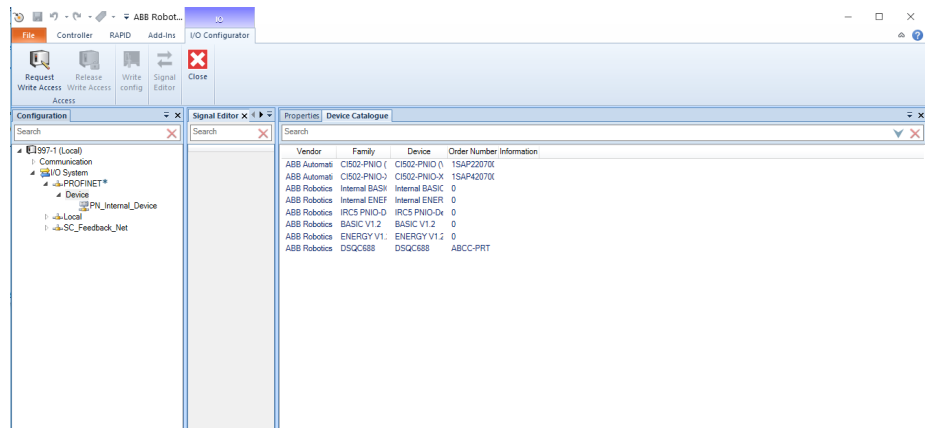 ABB Robot... IO
File Controller RAPID Add-Ins I/O Configurator
Request Write Access
Release Write Access
Write config
Signal Editor
Close
Access
Configuration
Search
997-1 (Local)
Communication
I/O System
PROFINET*
Device
PN_Internal_Device
Local
SC_Feedback_Net
Signal Editor
Search
Properties Device Catalogue
Search
Vendor Family Device Order Number Information
ABB Automati CI502-PNIO ( CI502-PNIO (\ 1SAP22070(
ABB Automati CI502-PNIO-> CI502-PNIO-X 1SAP42070(
ABB Robotics Internal BASI Internal BASIC 0
ABB Robotics Internal ENEF Internal ENER 0
ABB Robotics IRC5 PNIO-D IRC5 PNIO-De 0
ABB Robotics BASIC V1.2 BASIC V1.2 0
ABB Robotics ENERGY V1.: ENERGY V1.2 0
ABB Robotics DSQC688 DSQC688 ABCC-PRT